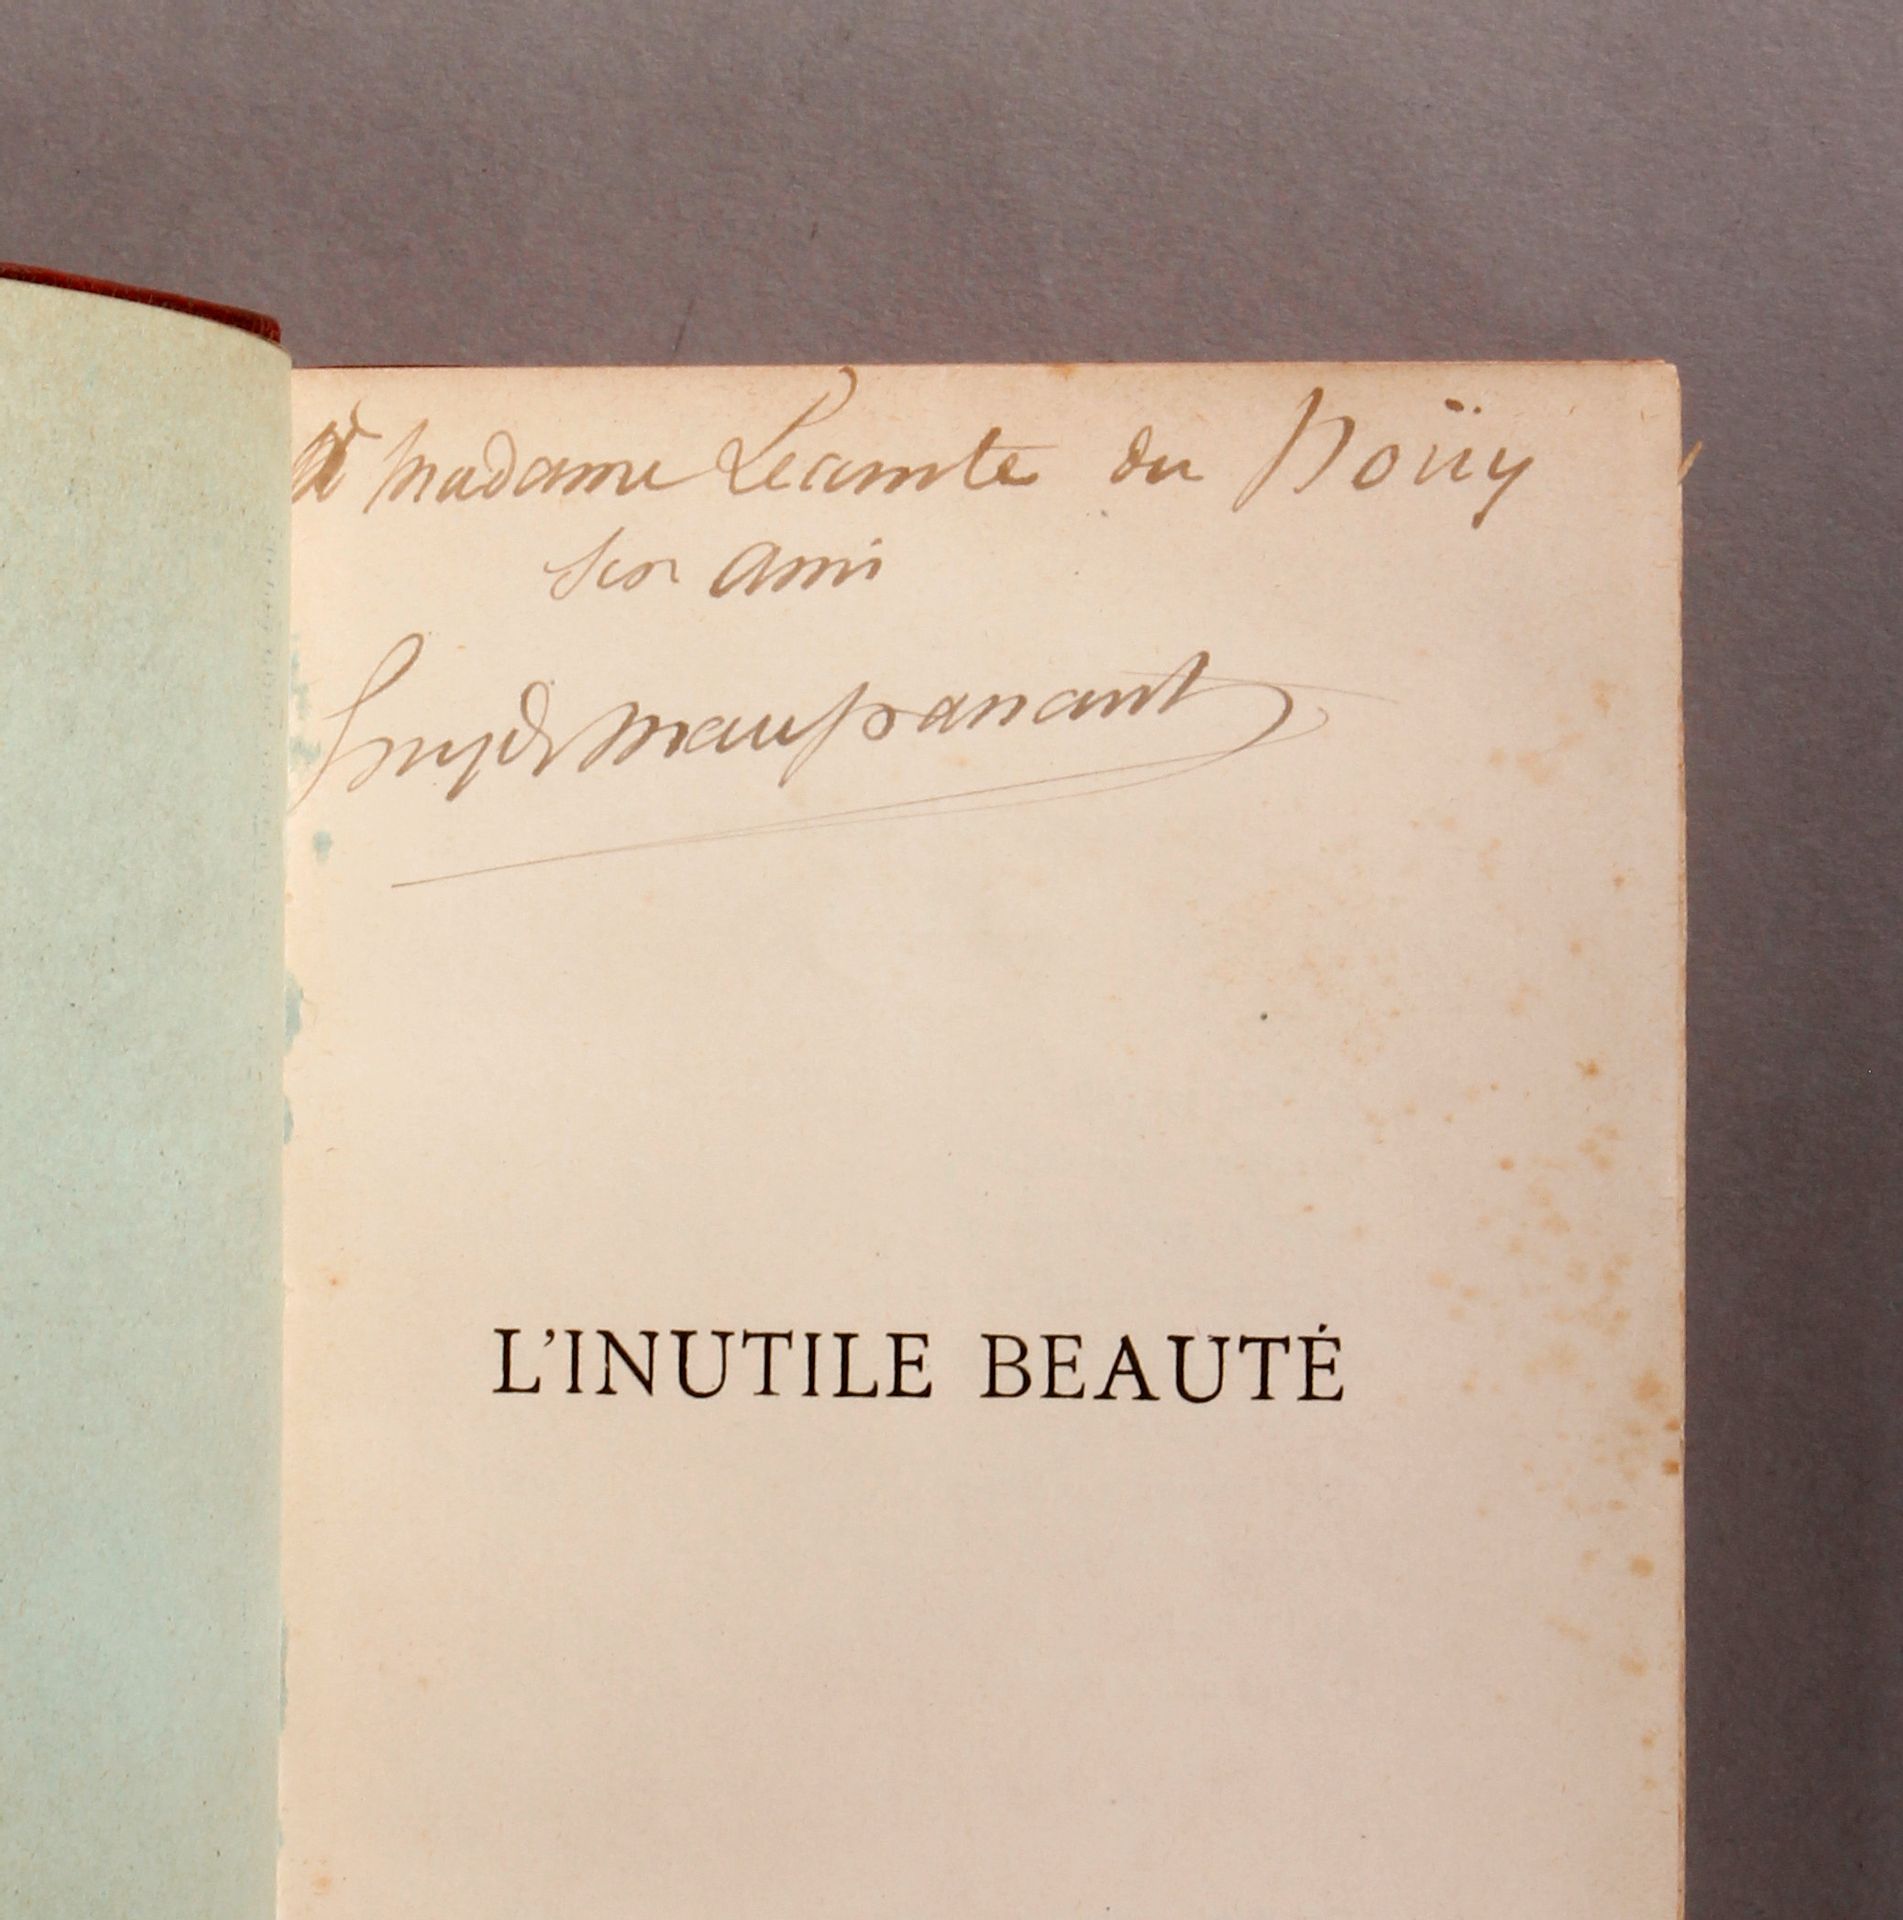 à Madame Lecomte du Noüy
son ami
Guy de Maupassant
L'INUTILE BEAUTÉ